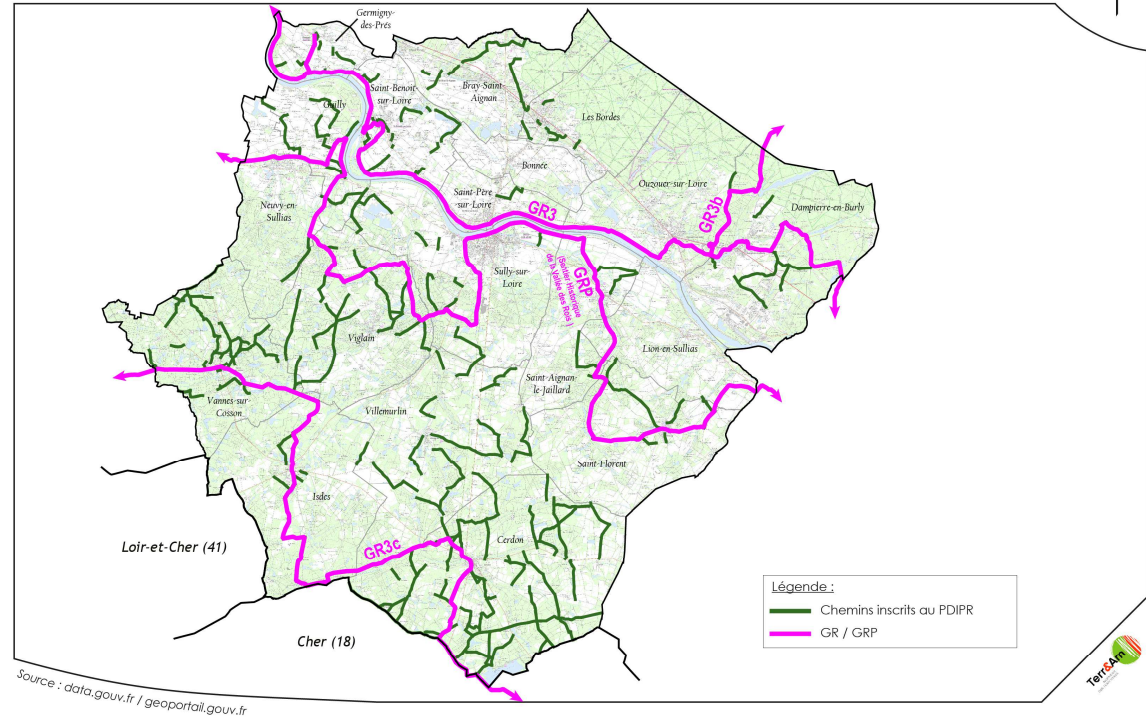 Germigny-
des-Prés
Saint-Benoit
sur-Loire
Bray-Saint
Aignan
Guilly
Les Bordes
Bonnée
Ouzouer-sur-Loire
Saint-Père
sur-Loire
GR3
GR3b
Dampierre-en-Burly
Neuvy-en-
Sullias
Sully-sur-
Loire
GRP
(Sentier Historique
de la Vallée des Rois )
Viglain
Lion-en-Sullias
Saint-Aignan
-le-Jaillard
Vannes-sur-
Cosson
Villemurlin
Saint-Florent
Isdes
Cerdon
GR3c
Loir-et-Cher (41)
Cher (18)
Légende :
Chemins inscrits au PDIPR
GR / GRP
Source : data.gouv.fr / geoportail.gouv.fr
Terr&Am